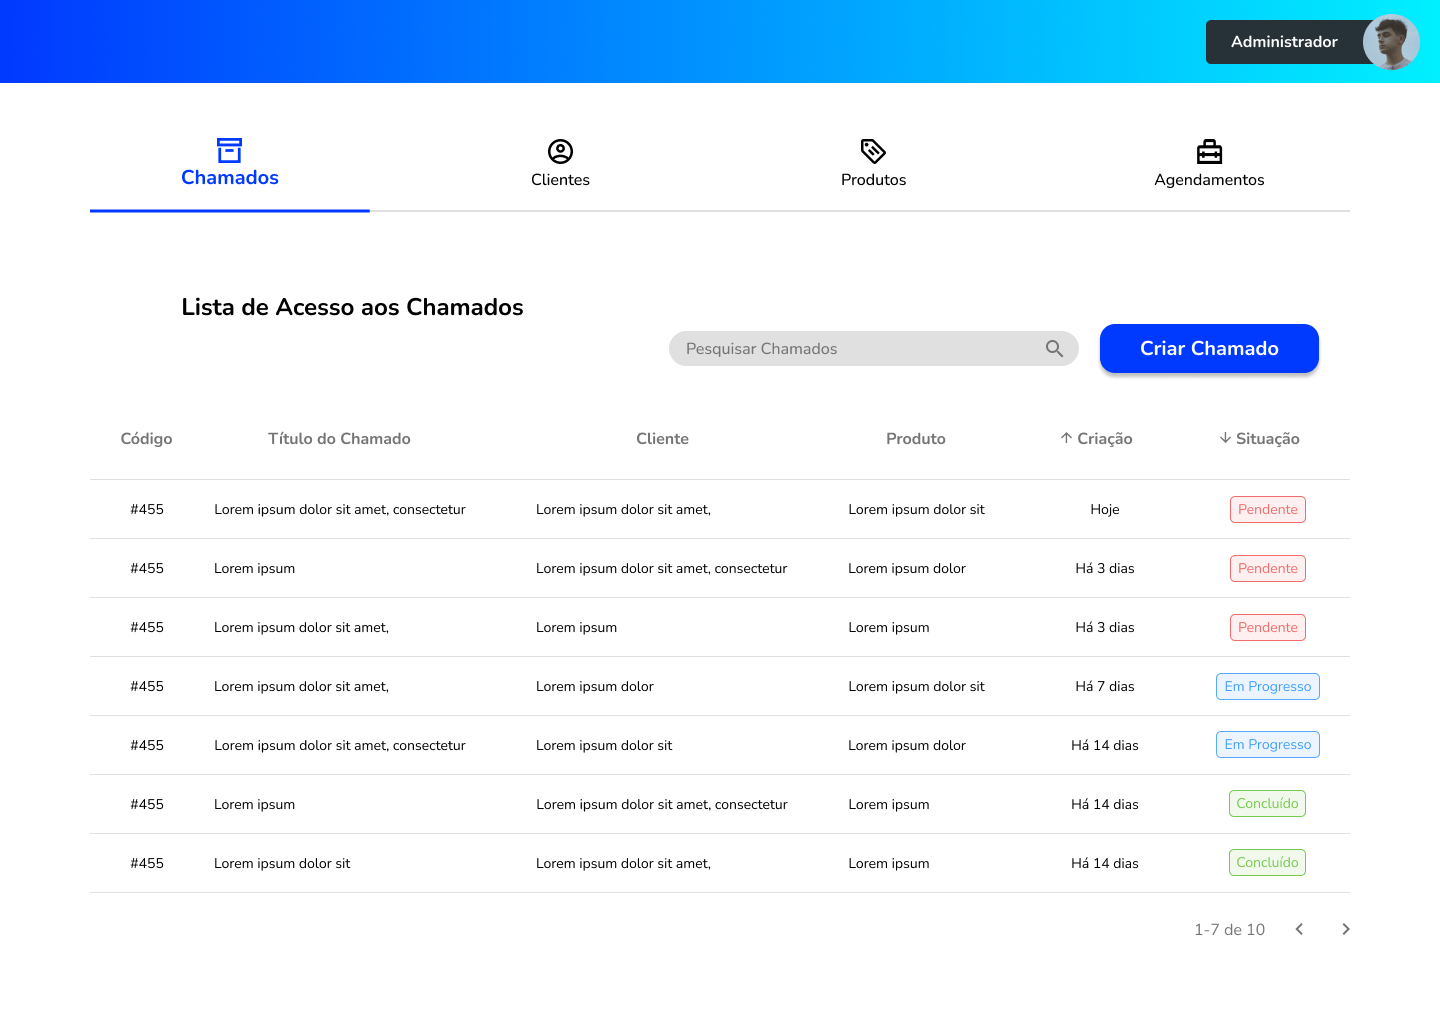 Administrador
Chamados
Clientes
Produtos
Agendamentos
Lista de Acesso aos Chamados
Pesquisar Chamados
Criar Chamado
Código Título do Chamado Cliente Produto ↑ Criação ↓ Situação
#455 Lorem ipsum dolor sit amet, consectetur Lorem ipsum dolor sit amet, Lorem ipsum dolor sit Hoje Pendente
#455 Lorem ipsum Lorem ipsum dolor sit amet, consectetur Lorem ipsum dolor Há 3 dias Pendente
#455 Lorem ipsum dolor sit amet, Lorem ipsum Lorem ipsum Há 3 dias Pendente
#455 Lorem ipsum dolor sit amet, Lorem ipsum dolor Lorem ipsum dolor sit Há 7 dias Em Progresso
#455 Lorem ipsum dolor sit amet, consectetur Lorem ipsum dolor sit Lorem ipsum dolor Há 14 dias Em Progresso
#455 Lorem ipsum Lorem ipsum dolor sit amet, consectetur Lorem ipsum Há 14 dias Concluído
#455 Lorem ipsum dolor sit Lorem ipsum dolor sit amet, Lorem ipsum Há 14 dias Concluído
1-7 de 10